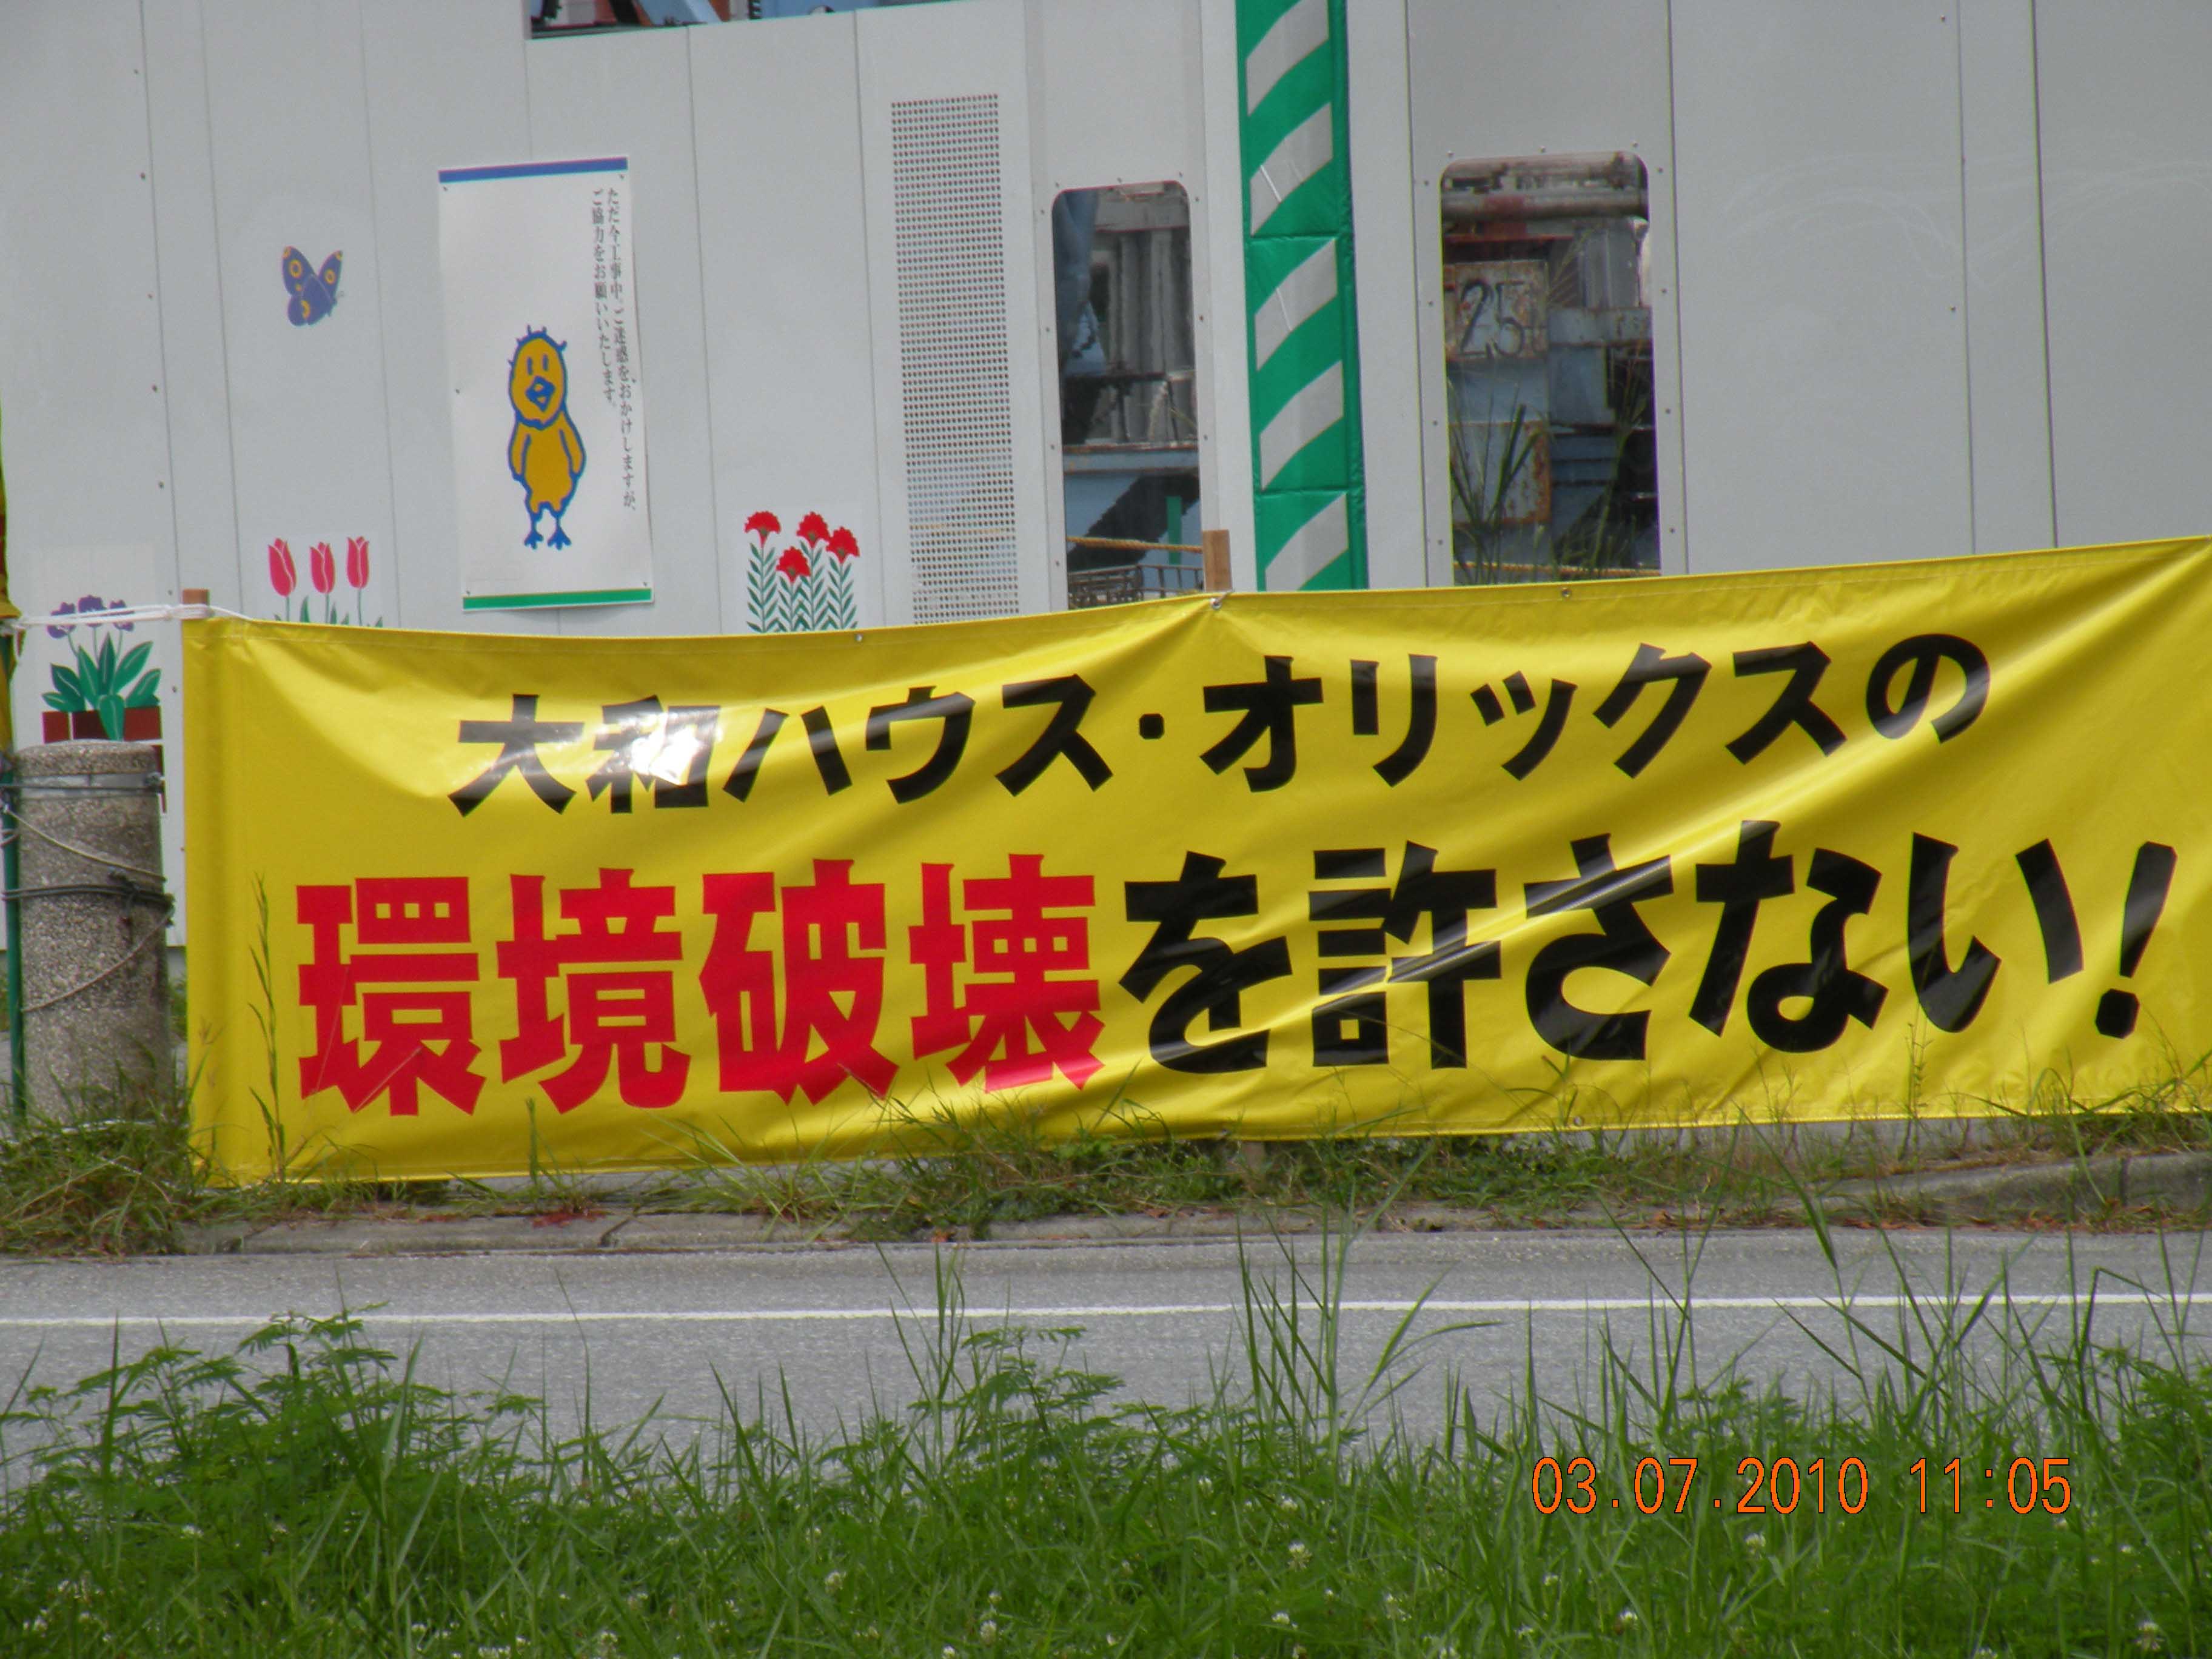 ただ今工事中、ご迷惑をおかけしますが、
ご協力をお願いいたします。
25
大和ハウス・オリックスの
環境破壊を許さない!
03.07.2010 11:05